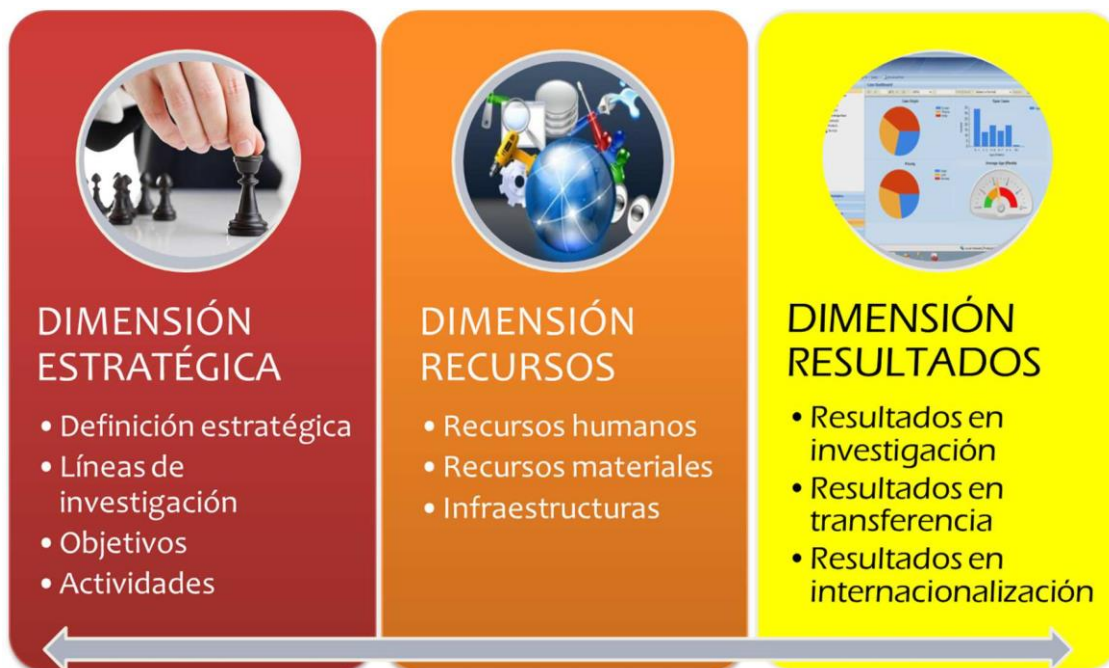 DIMENSIÓN
ESTRATÉGICA
• Definición estratégica
• Líneas de
investigación
• Objetivos
• Actividades
DIMENSIÓN
RECURSOS
• Recursos humanos
• Recursos materiales
• Infraestructuras
DIMENSIÓN
RESULTADOS
• Resultados en
investigación
• Resultados en
transferencia
• Resultados en
internacionalización